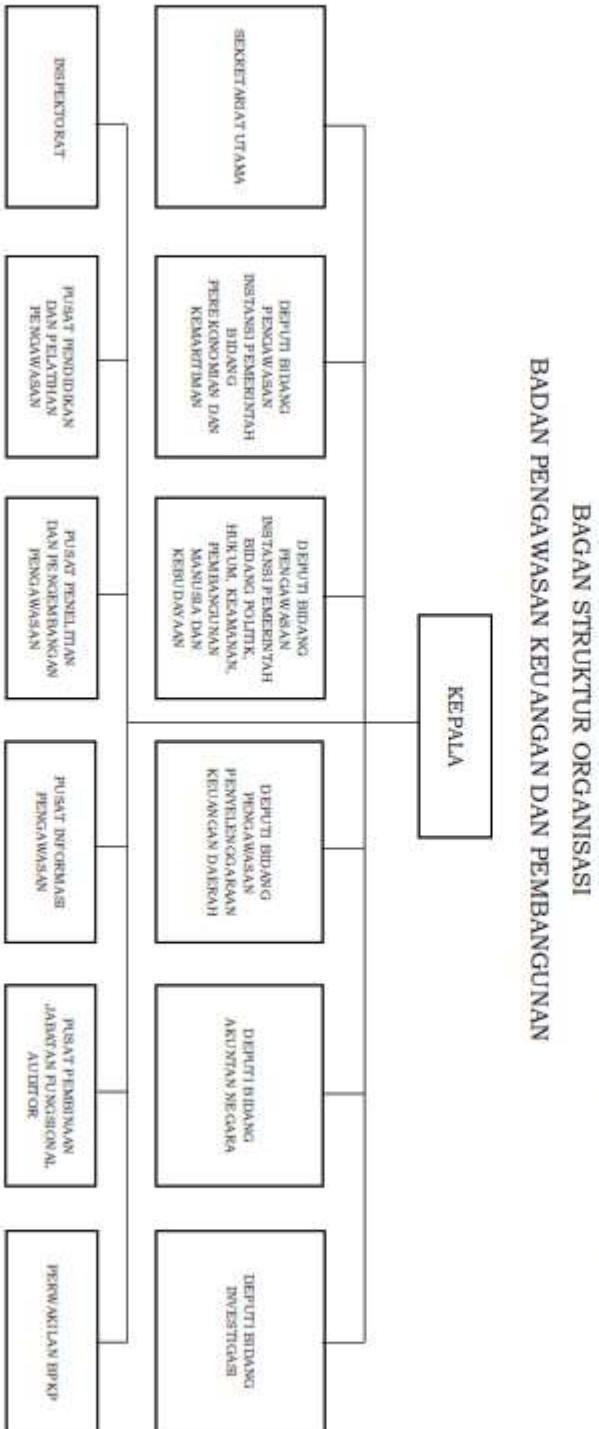 BAGAN STRUKTUR ORGANISASI
BADAN PENGAWASAN KEUANGAN DAN PEMBANGUNAN
KEPALA
SEKRETARIAT UTAMA
DEPUTI BIDANG
PENGAWASAN
INSTANSI PEMERINTAH
BIDANG
PEREKONOMIAN DAN
KEMARITIMAN
DEPUTI BIDANG
PENGAWASAN
INSTANSI PEMERINTAH
BIDANG POLITIK,
HUKUM, KEAMANAN,
PEMBANGUNAN
MANUSIA DAN
KEBUDAYAAN
DEPUTI BIDANG
PENGAWASAN
PENYELENGGARAAN
KEUANGAN DAERAH
DEPUTI BIDANG
AKUNTAN NEGARA
DEPUTI BIDANG
INVESTIGASI
INSPEKTORAT
PUSAT PENDIDIKAN
DAN PELATIHAN
PENGAWASAN
PUSAT PENELITIAN
DAN PENGEMBANGAN
PENGAWASAN
PUSAT INFORMASI
PENGAWASAN
PUSAT PEMBINAAN
JABATAN FUNGSIONAL
AUDITOR
PERWAKILAN BPKP